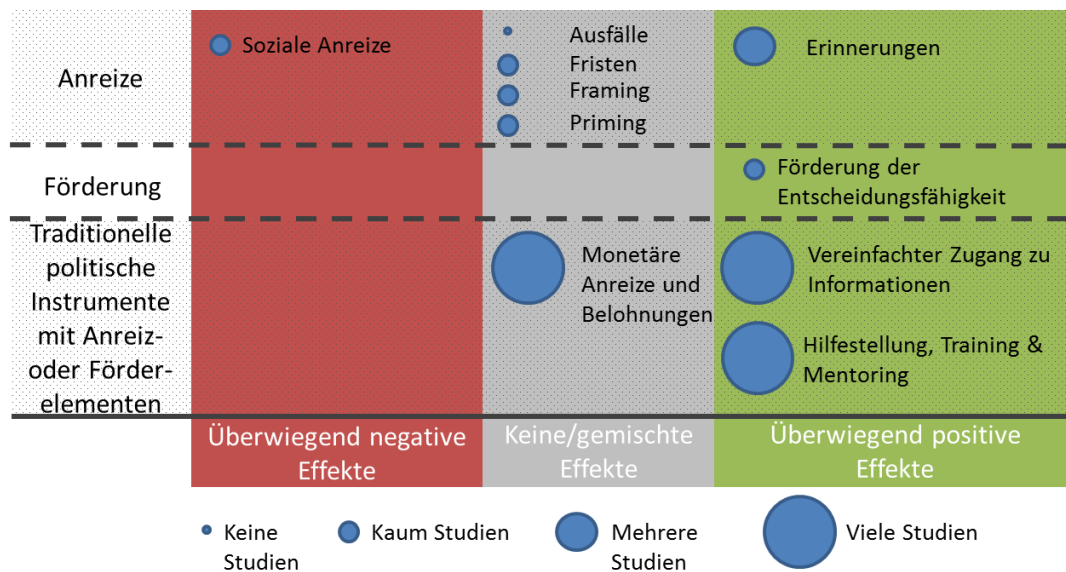 Anreize
Soziale Anreize
Ausfälle
Fristen
Framing
Priming
Erinnerungen
Förderung
Förderung der
Entscheidungsfähigkeit
Traditionelle
politische
Instrumente
mit Anreiz-
oder Förder-
elementen
Monetäre
Anreize und
Belohnungen
Vereinfachter Zugang zu
Informationen
Hilfestellung, Training &
Mentoring
Überwiegend negative
Effekte
Keine/gemischte
Effekte
Überwiegend positive
Effekte
Keine
Studien
Kaum Studien
Mehrere
Studien
Viele Studien